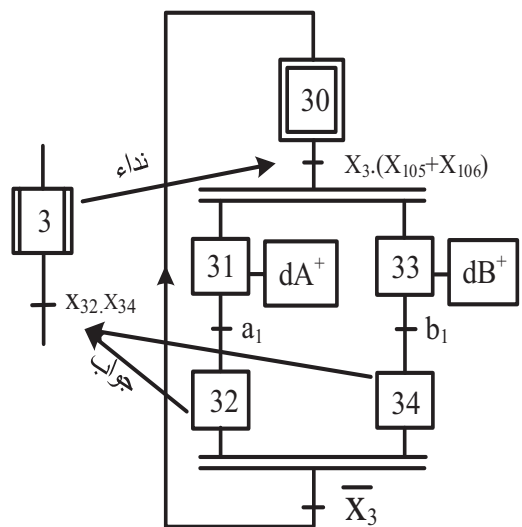 30
نداء
X₃.(X₁₀₅+X₁₀₆)
3
31
dA⁺
33
dB⁺
X₃₂.X₃₄
a₁
b₁
جواب
32
34
X̅₃